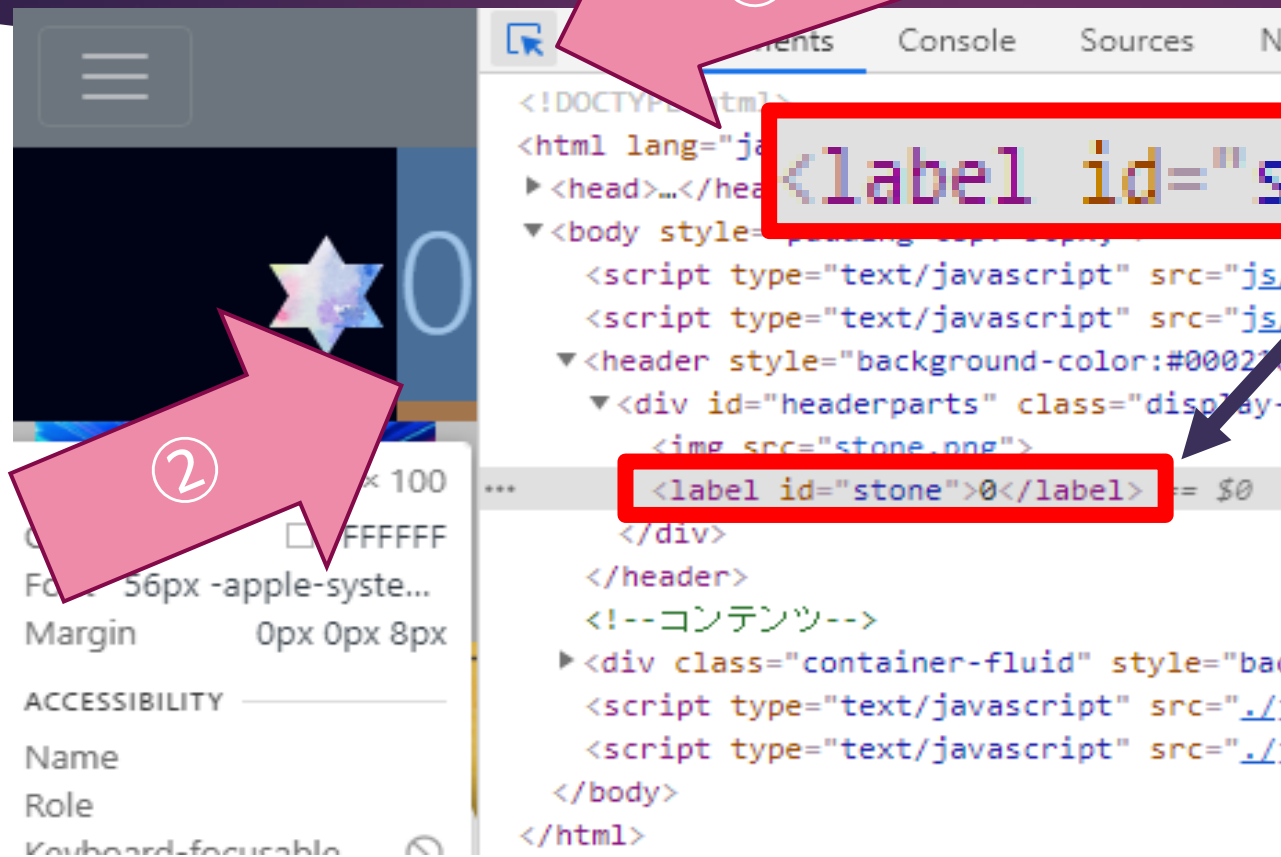 Console Sources
<!DOCTYPE html>
<html lang="ja
<head>…</hea
<label id="s
<body style=
0
<script type="text/javascript" src="js/
<script type="text/javascript" src="js/
<header style="background-color:#0002
<div id="headerparts" class="display-
<img src="stone.png">
② × 100
<label id="stone">0</label> == $0
FFFFFF
</div>
Font 56px -apple-syste...
</header>
Margin 0px 0px 8px
<!--コンテンツ-->
<div class="container-fluid" style="bac
ACCESSIBILITY
<script type="text/javascript" src="./
Name
<script type="text/javascript" src="./
</body>
Role
</html>
Keyboard-focusable